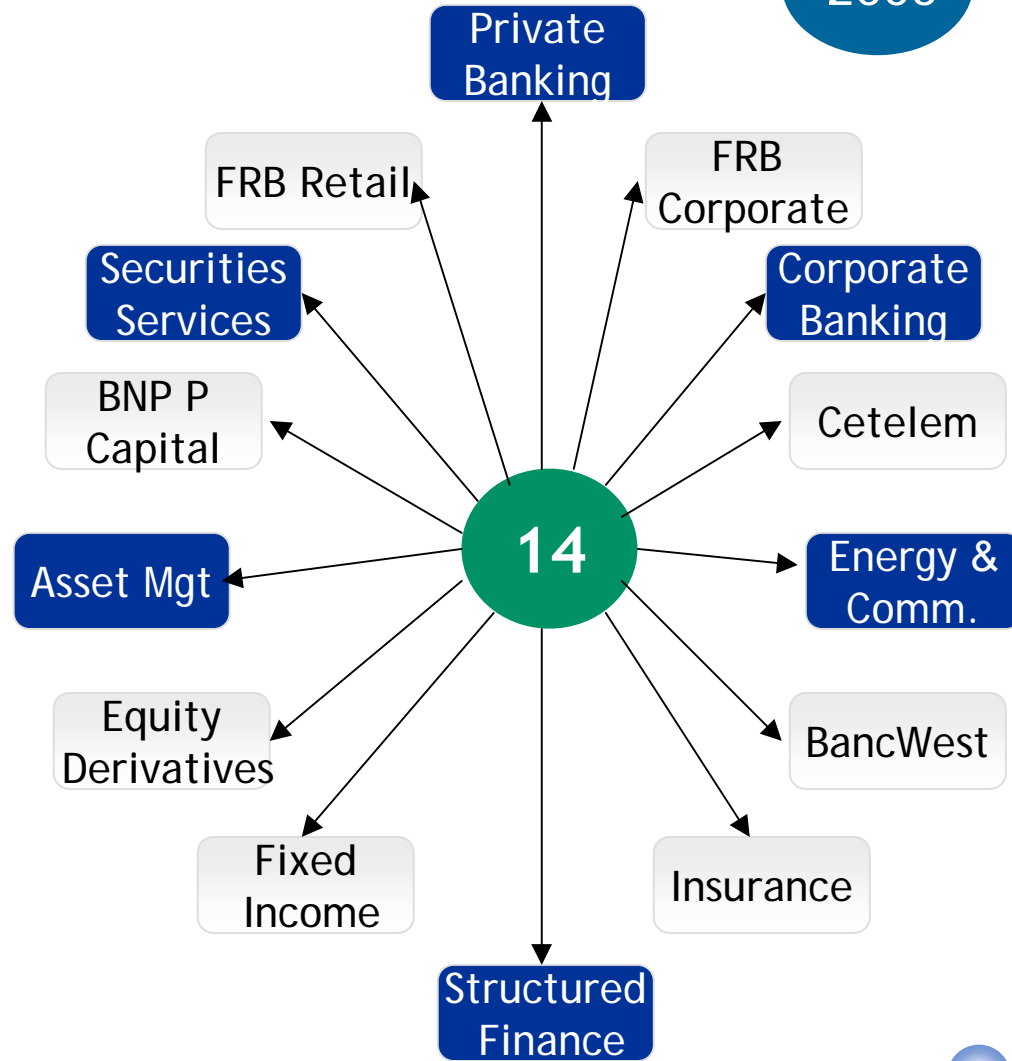 Private
Banking
FRB Retail
FRB
Corporate
Securities
Services
Corporate
Banking
BNP P
Capital
Cetelem
14
Asset Mgt
Energy &
Comm.
Equity
Derivatives
BancWest
Fixed
Income
Insurance
Structured
Finance